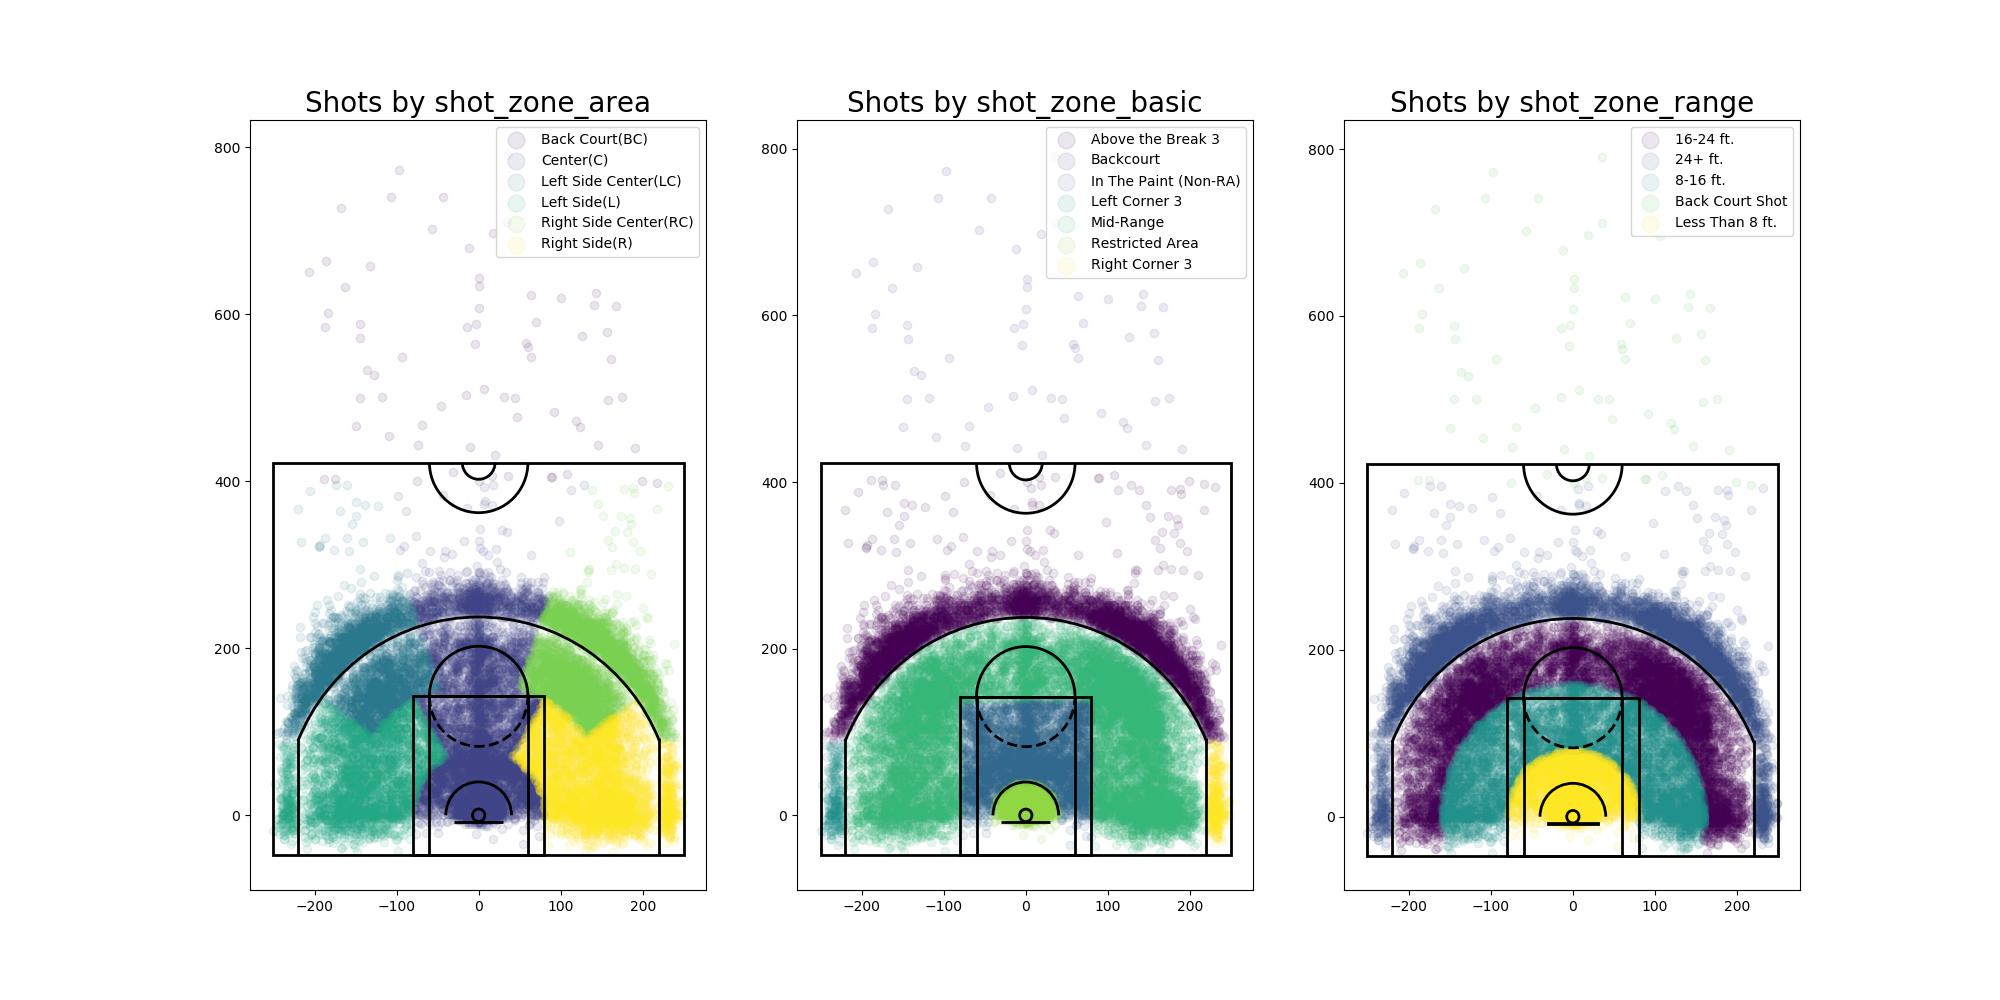 Shots by shot_zone_area
Back Court(BC)
Center(C)
Left Side Center(LC)
Left Side(L)
Right Side Center(RC)
Right Side(R)
800
600
400
200
0
−200
−100
0
100
200
Shots by shot_zone_basic
Above the Break 3
Backcourt
In The Paint (Non-RA)
Left Corner 3
Mid-Range
Restricted Area
Right Corner 3
800
600
400
200
0
−200
−100
0
100
200
Shots by shot_zone_range
16-24 ft.
24+ ft.
8-16 ft.
Back Court Shot
Less Than 8 ft.
800
600
400
200
0
−200
−100
0
100
200